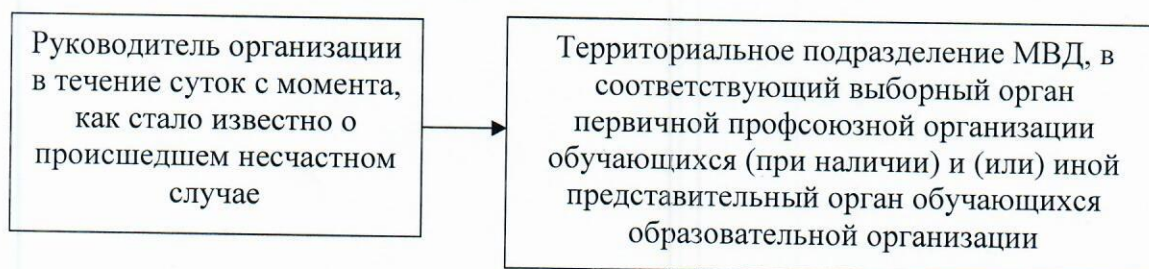 Руководитель организации
в течение суток с момента,
как стало известно о
происшедшем несчастном
случае
Территориальное подразделение МВД, в
соответствующий выборный орган
первичной профсоюзной организации
обучающихся (при наличии) и (или) иной
представительный орган обучающихся
образовательной организации